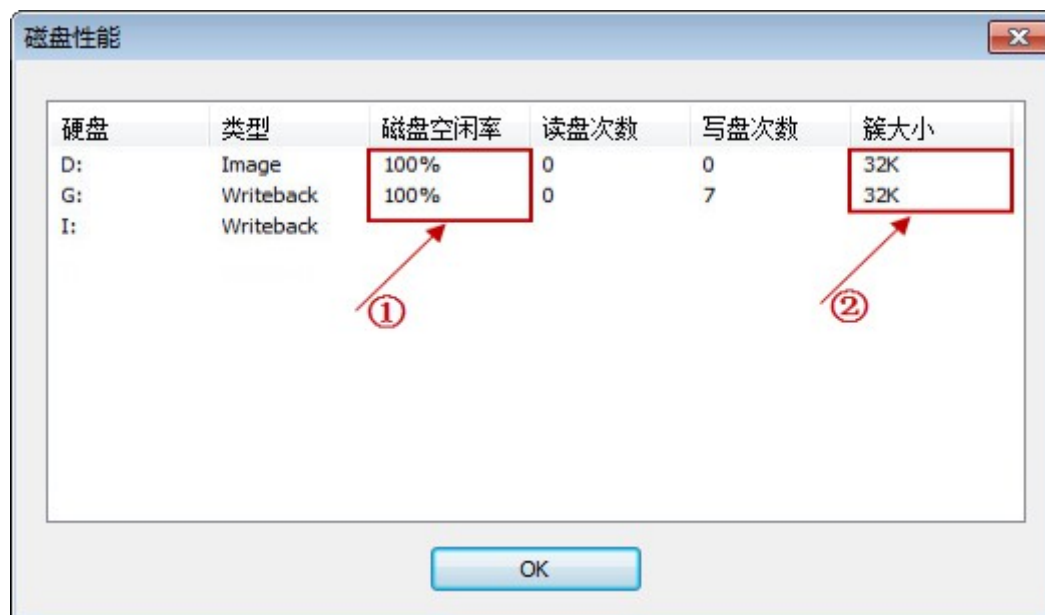 磁盘性能
硬盘 类型 磁盘空闲率 读盘次数 写盘次数 簇大小
D: Image 100% 0 0 32K
G: Writeback 100% 0 7 32K
I: Writeback
① ②
OK